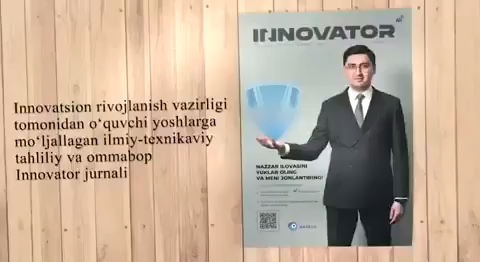 Innovatsion rivojlanish vazirligi
tomonidan o‘quvchi yoshlarga
mo‘ljallagan ilmiy-texnikaviy
tahliliy va ommabop
Innovator jurnali
INNOVATOR
NAZZAR ILOVASINI
YUKLAB OLING
VA MENI JONLANTIRING!